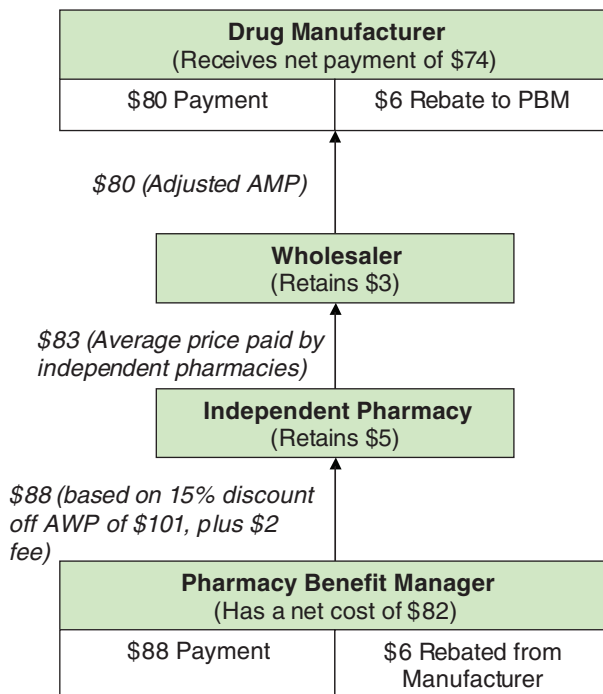 Drug Manufacturer
(Receives net payment of $74)
$80 Payment
$6 Rebate to PBM
$80 (Adjusted AMP)
Wholesaler
(Retains $3)
$83 (Average price paid by
independent pharmacies)
Independent Pharmacy
(Retains $5)
$88 (based on 15% discount
off AWP of $101, plus $2
fee)
Pharmacy Benefit Manager
(Has a net cost of $82)
$88 Payment
$6 Rebated from
Manufacturer